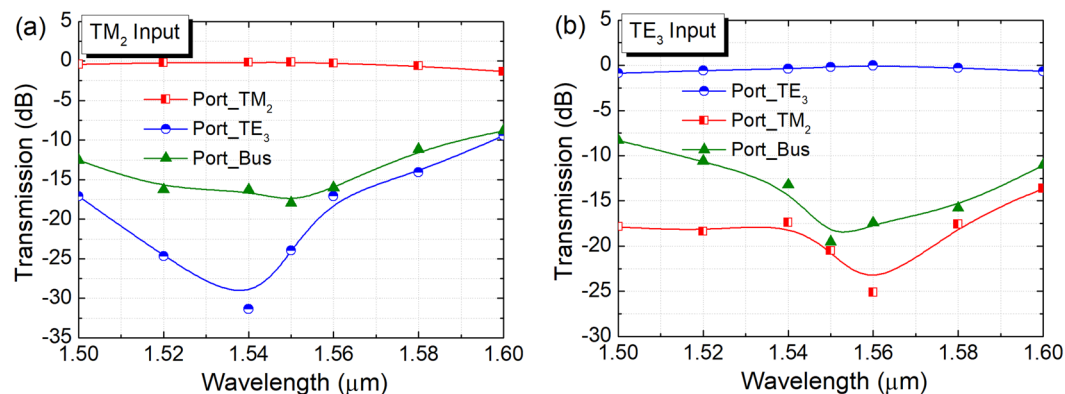 (a)
TM₂ Input
Transmission (dB)
5
0
-5
-10
-15
-20
-25
-30
-35
Port_TM₂
Port_TE₃
Port_Bus
1.50 1.52 1.54 1.56 1.58 1.60
Wavelength (μm)
(b)
TE₃ Input
Transmission (dB)
5
0
-5
-10
-15
-20
-25
-30
Port_TE₃
Port_TM₂
Port_Bus
1.50 1.52 1.54 1.56 1.58 1.60
Wavelength (μm)